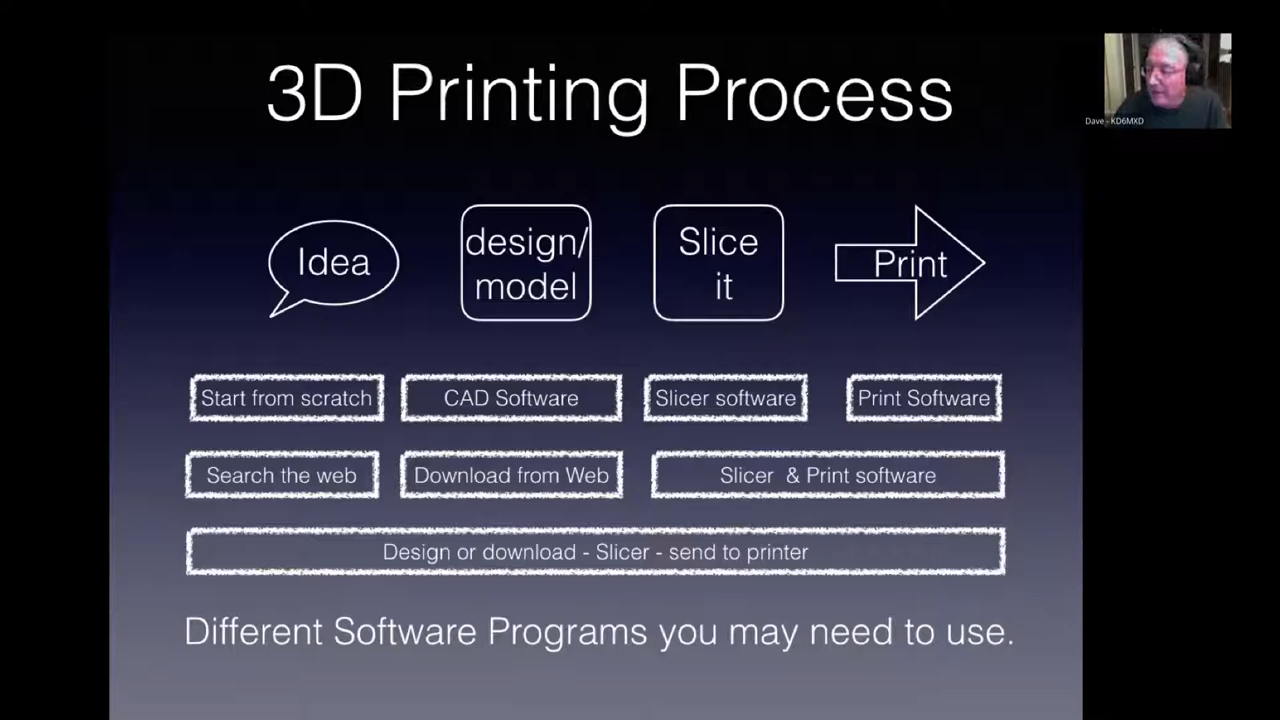 3D Printing Process
Dave - KD6MXD
Idea
design/
model
Slice
it
Print
Start from scratch
CAD Software
Slicer software
Print Software
Search the web
Download from Web
Slicer & Print software
Design or download - Slicer - send to printer
Different Software Programs you may need to use.